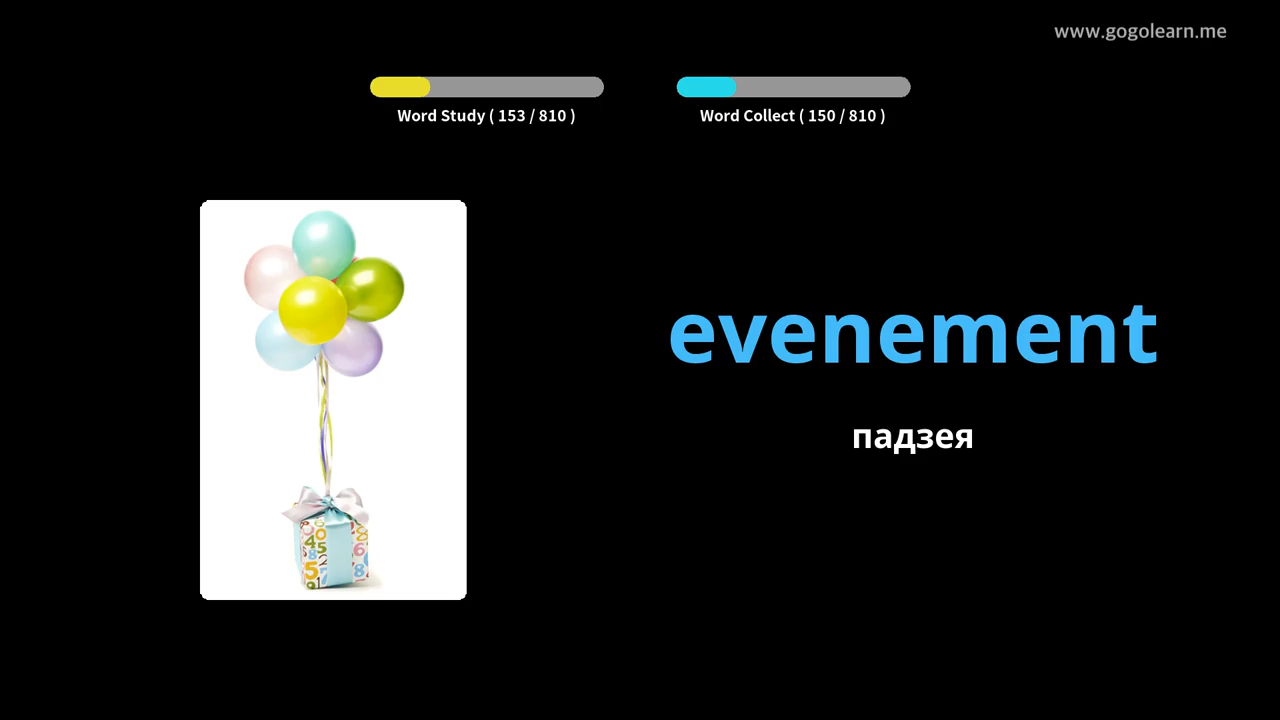 www.gogolearn.me
Word Study ( 153 / 810 )
Word Collect ( 150 / 810 )
evenement
падзея